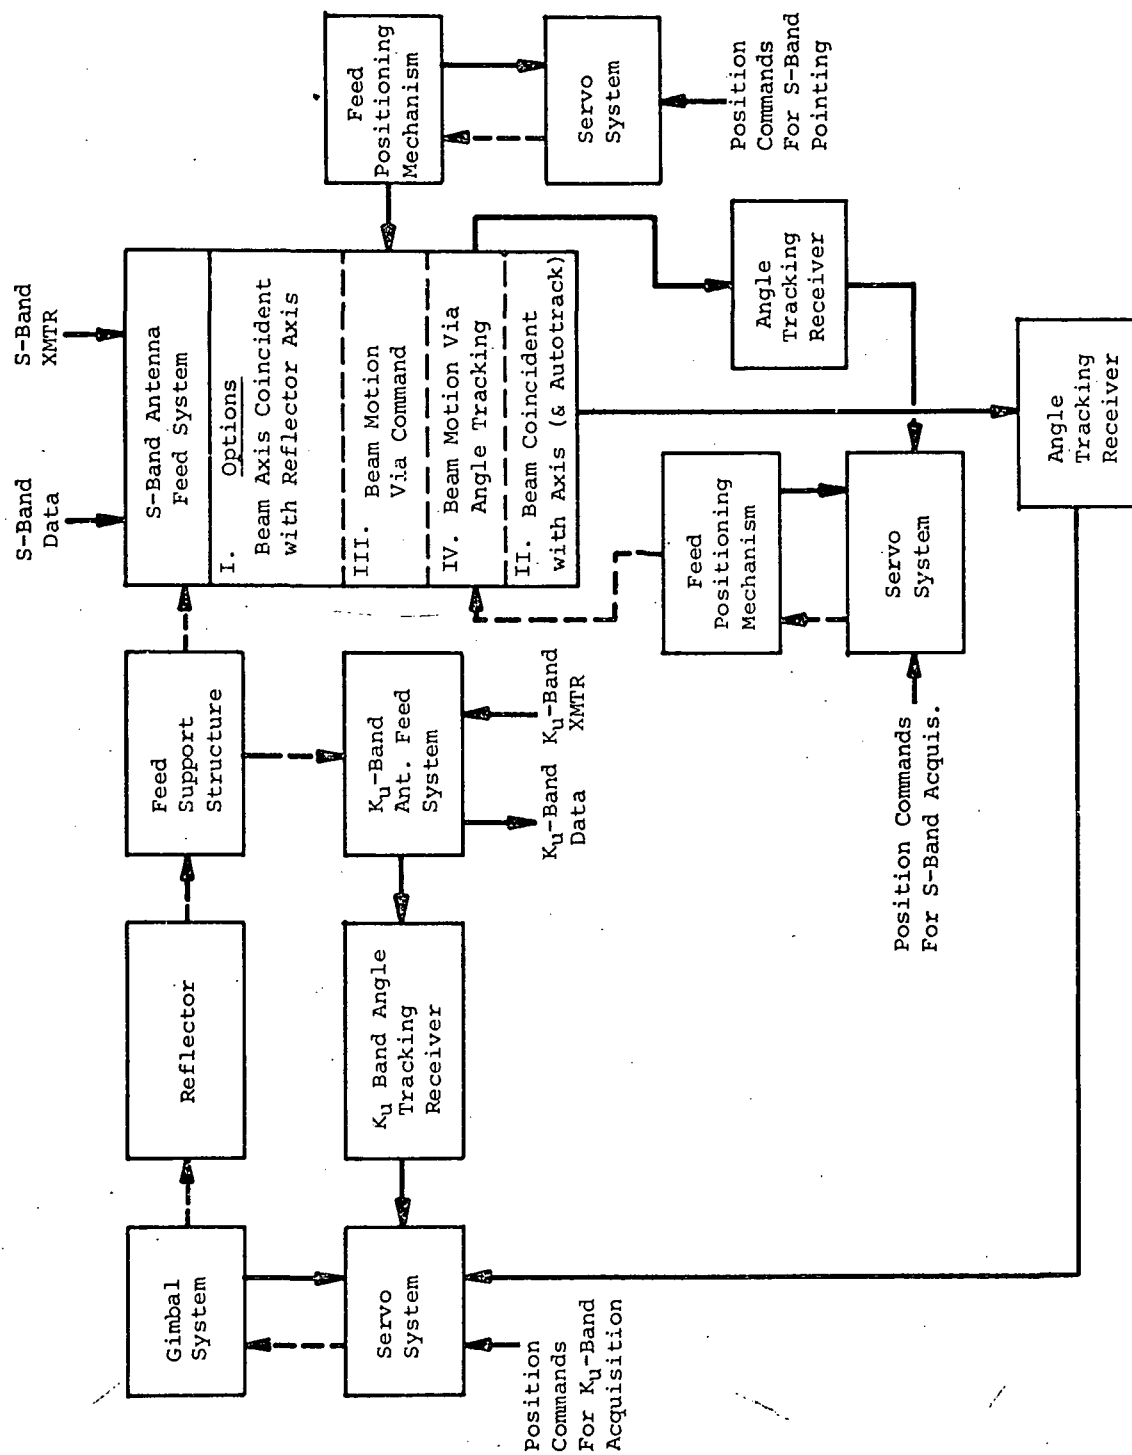 S-Band
Data
S-Band
XMTR
Gimbal
System
Reflector
Feed
Support
Structure
S-Band Antenna
Feed System
Options
I. Beam Axis Coincident
with Reflector Axis
III. Beam Motion
Via Command
IV. Beam Motion Via
Angle Tracking
II. Beam Coincident
with Axis (& Autotrack)
Feed
Positioning
Mechanism
Servo
System
Position
Commands
For S-Band
Pointing
Servo
System
Ku Band Angle
Tracking
Receiver
Ku-Band
Ant. Feed
System
Position
Commands
For Ku-Band
Acquisition
Ku-Band
Data
Ku-Band
XMTR
Feed
Positioning
Mechanism
Angle
Tracking
Receiver
Servo
System
Position Commands
For S-Band Acquis.
Angle
Tracking
Receiver